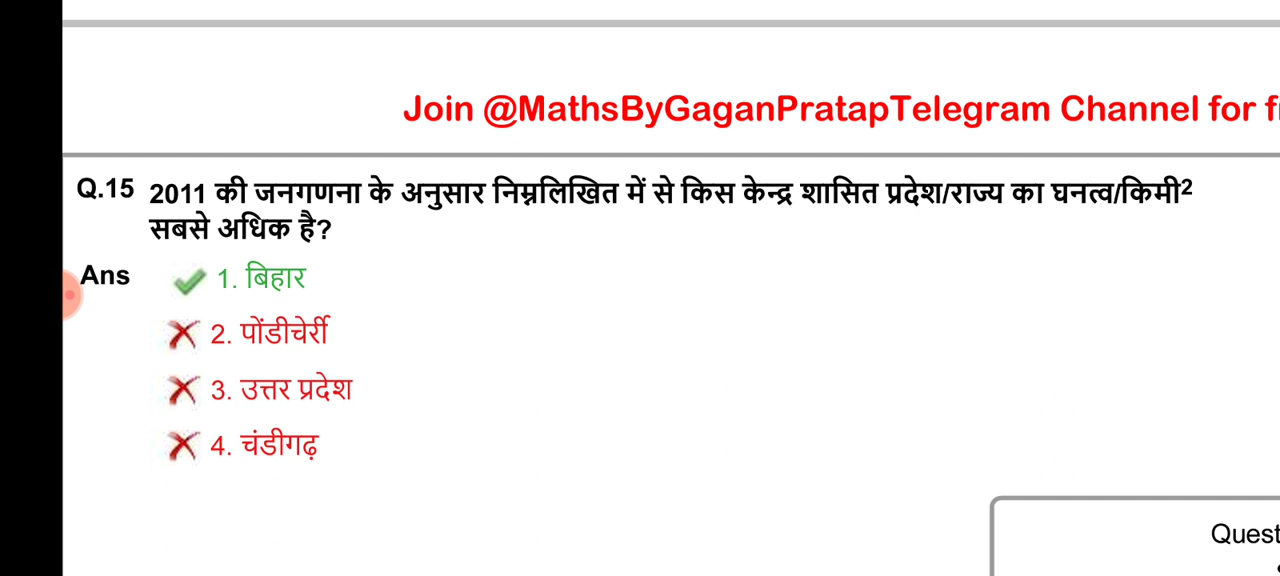 Join @MathsByGaganPratapTelegram Channel for f
Q.15 2011 की जनगणना के अनुसार निम्नलिखित में से किस केन्द्र शासित प्रदेश/राज्य का घनत्व/किमी²
सबसे अधिक है?
Ans 1. बिहार
2. पोंडीचेर्री
3. उत्तर प्रदेश
4. चंडीगढ़
Quest